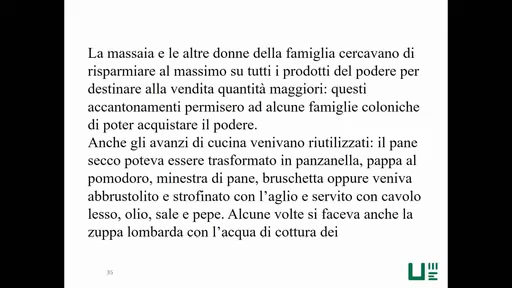 La massaia e le altre donne della famiglia cercavano di
risparmiare al massimo su tutti i prodotti del podere per
destinare alla vendita quantità maggiori: questi
accantonamenti permisero ad alcune famiglie coloniche
di poter acquistare il podere.
Anche gli avanzi di cucina venivano riutilizzati: il pane
secco poteva essere trasformato in panzanella, pappa al
pomodoro, minestra di pane, bruschetta oppure veniva
abbrustolito e strofinato con l’aglio e servito con cavolo
lesso, olio, sale e pepe. Alcune volte si faceva anche la
zuppa lombarda con l’acqua di cottura dei
35